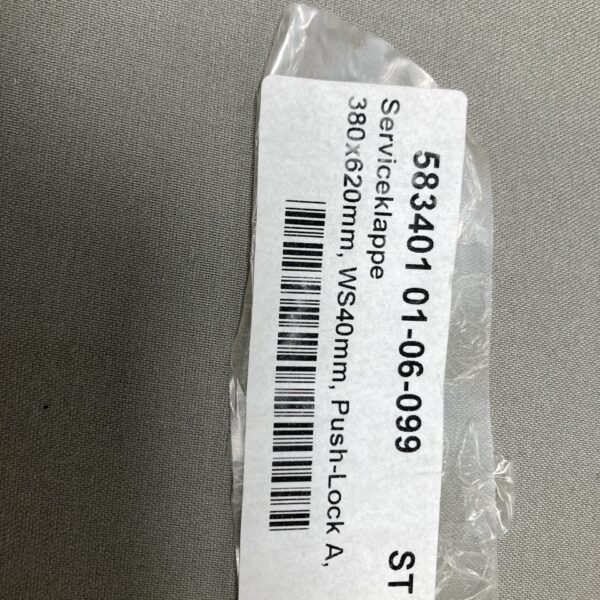 583401 01-06-099 ST
Serviceklappe
380x620mm, WS40mm, Push-Lock A,